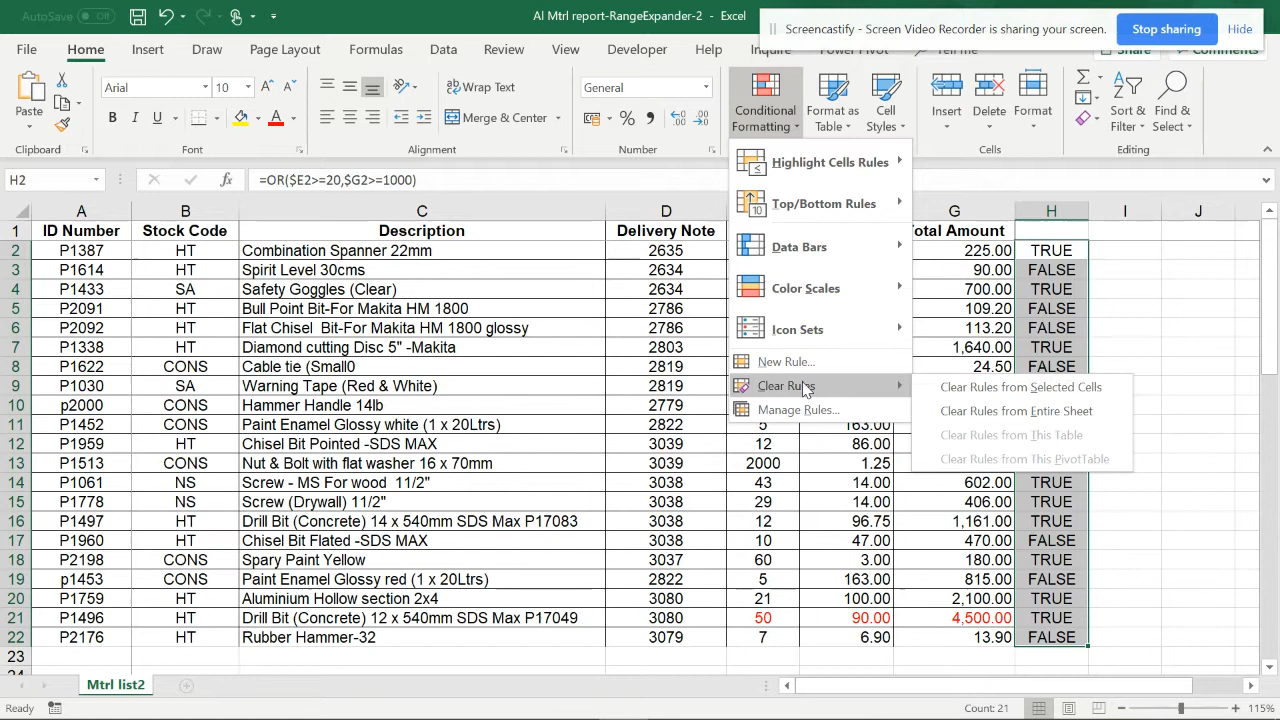 AutoSave Off
AI Mtrl report-RangeExpander-2 - Excel
Screencastify - Screen Video Recorder is sharing your screen. Stop sharing Hide
File Home Insert Draw Page Layout Formulas Data Review View Developer Help Inquire Power Pivot Tell me Share Comments
Paste
Clipboard
Arial 10
B I U
Font
Wrap Text
Merge & Center
Alignment
General
%
Number
Conditional Formatting
Format as Table
Cell Styles
Insert Delete Format
Cells
Sort & Filter
Find & Select
Editing
H2 fx =OR($E2>=20,$G2>=1000)
A B C D G H I J
1 ID Number Stock Code Description Delivery Note Total Amount
2 P1387 HT Combination Spanner 22mm 2635 225.00 TRUE
3 P1614 HT Spirit Level 30cms 2634 90.00 FALSE
4 P1433 SA Safety Goggles (Clear) 2634 700.00 TRUE
5 P2091 HT Bull Point Bit-For Makita HM 1800 2786 109.20 FALSE
6 P2092 HT Flat Chisel Bit-For Makita HM 1800 glossy 2786 113.20 FALSE
7 P1338 HT Diamond cutting Disc 5" -Makita 2803 1,640.00 TRUE
8 P1622 CONS Cable tie (Small0 2819 24.50 FALSE
9 P1030 SA Warning Tape (Red & White) 2819
10 p2000 CONS Hammer Handle 14lb 2779
11 P1452 CONS Paint Enamel Glossy white (1 x 20Ltrs) 2822 5 163.00
12 P1959 HT Chisel Bit Pointed -SDS MAX 3039 12 86.00
13 P1513 CONS Nut & Bolt with flat washer 16 x 70mm 3039 2000 1.25
14 P1061 NS Screw - MS For wood 11/2" 3038 43 14.00 602.00 TRUE
15 P1778 NS Screw (Drywall) 11/2" 3038 29 14.00 406.00 TRUE
16 P1497 HT Drill Bit (Concrete) 14 x 540mm SDS Max P17083 3038 12 96.75 1,161.00 TRUE
17 P1960 HT Chisel Bit Flated -SDS MAX 3038 10 47.00 470.00 FALSE
18 P2198 CONS Spary Paint Yellow 3037 60 3.00 180.00 TRUE
19 p1453 CONS Paint Enamel Glossy red (1 x 20Ltrs) 2822 5 163.00 815.00 FALSE
20 P1759 HT Aluminium Hollow section 2x4 3080 21 100.00 2,100.00 TRUE
21 P1496 HT Drill Bit (Concrete) 12 x 540mm SDS Max P17049 3080 50 90.00 4,500.00 TRUE
22 P2176 HT Rubber Hammer-32 3079 7 6.90 13.90 FALSE
23
24
Highlight Cells Rules
Top/Bottom Rules
Data Bars
Color Scales
Icon Sets
New Rule...
Clear Rules
Manage Rules...
Clear Rules from Selected Cells
Clear Rules from Entire Sheet
Clear Rules from This Table
Clear Rules from This PivotTable
Mtrl list2
Ready Count: 21 115%